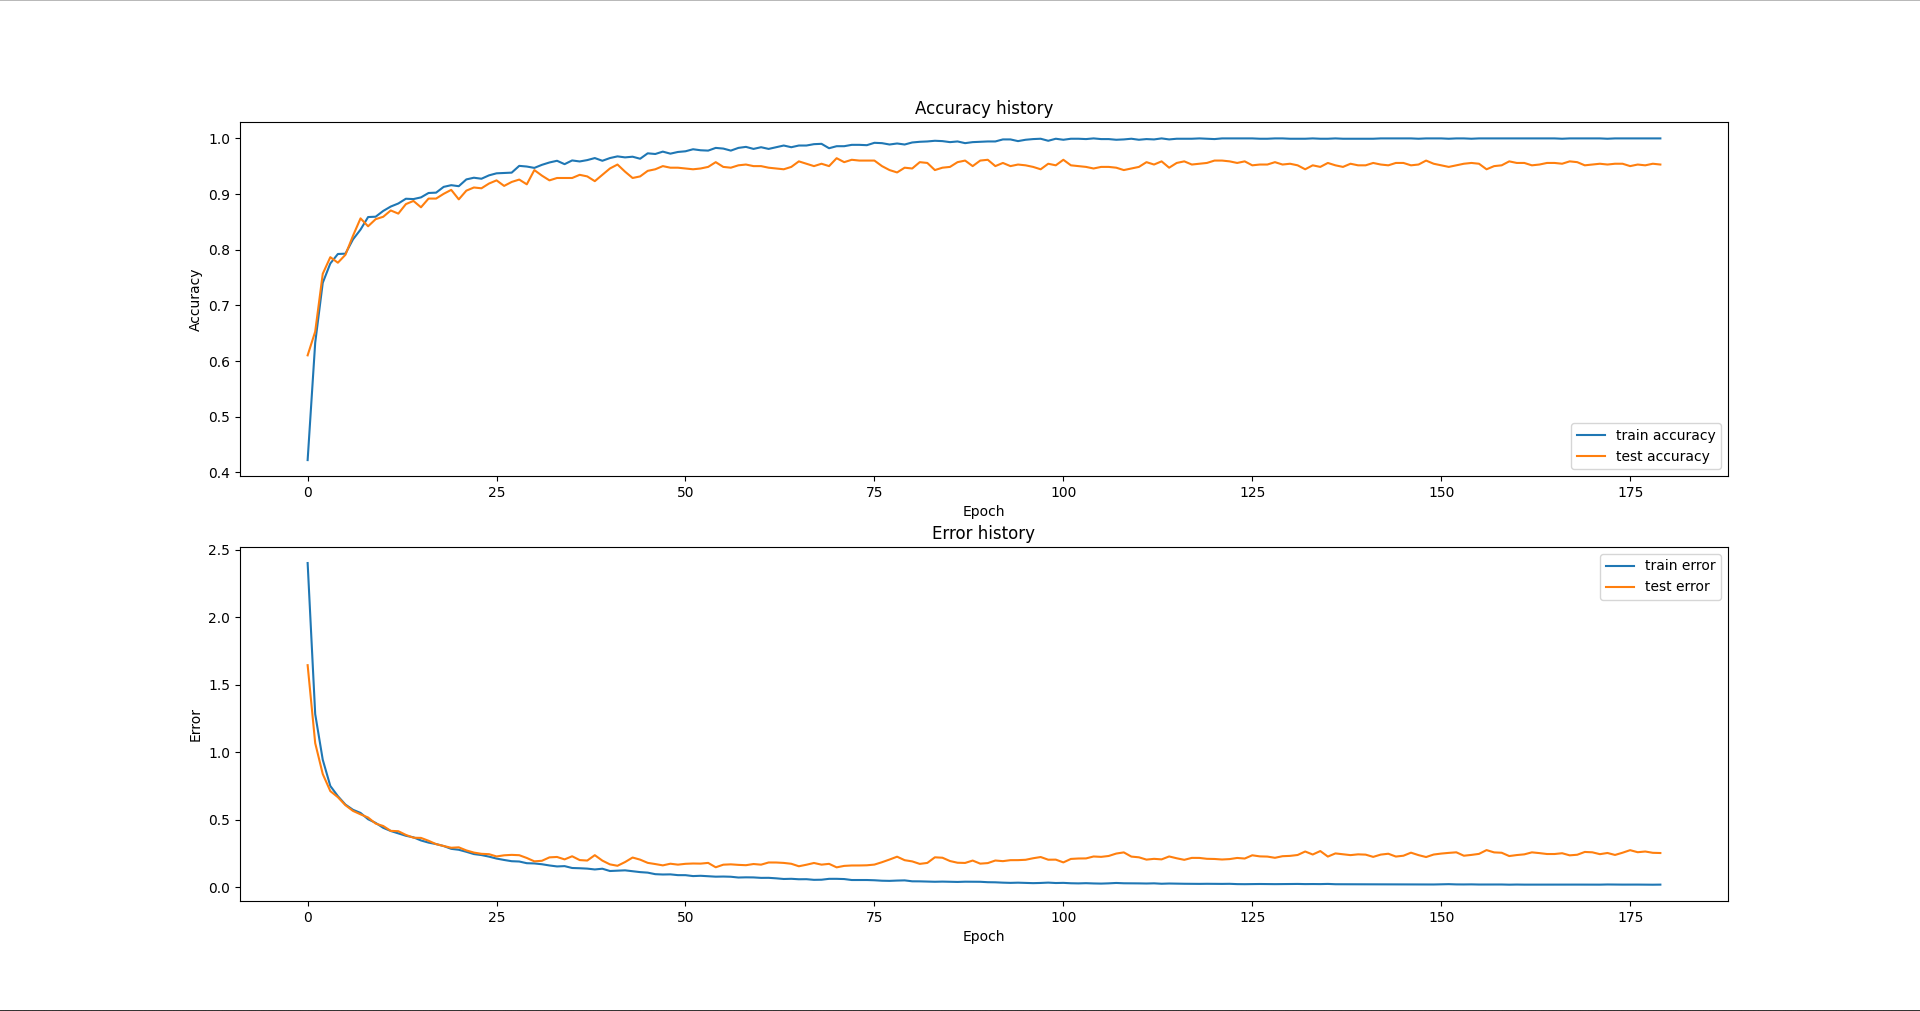 Accuracy history
Accuracy
1.0
0.9
0.8
0.7
0.6
0.5
0.4
train accuracy
test accuracy
0 25 50 75 100 125 150 175
Epoch
Error history
Error
2.5
2.0
1.5
1.0
0.5
0.0
train error
test error
0 25 50 75 100 125 150 175
Epoch